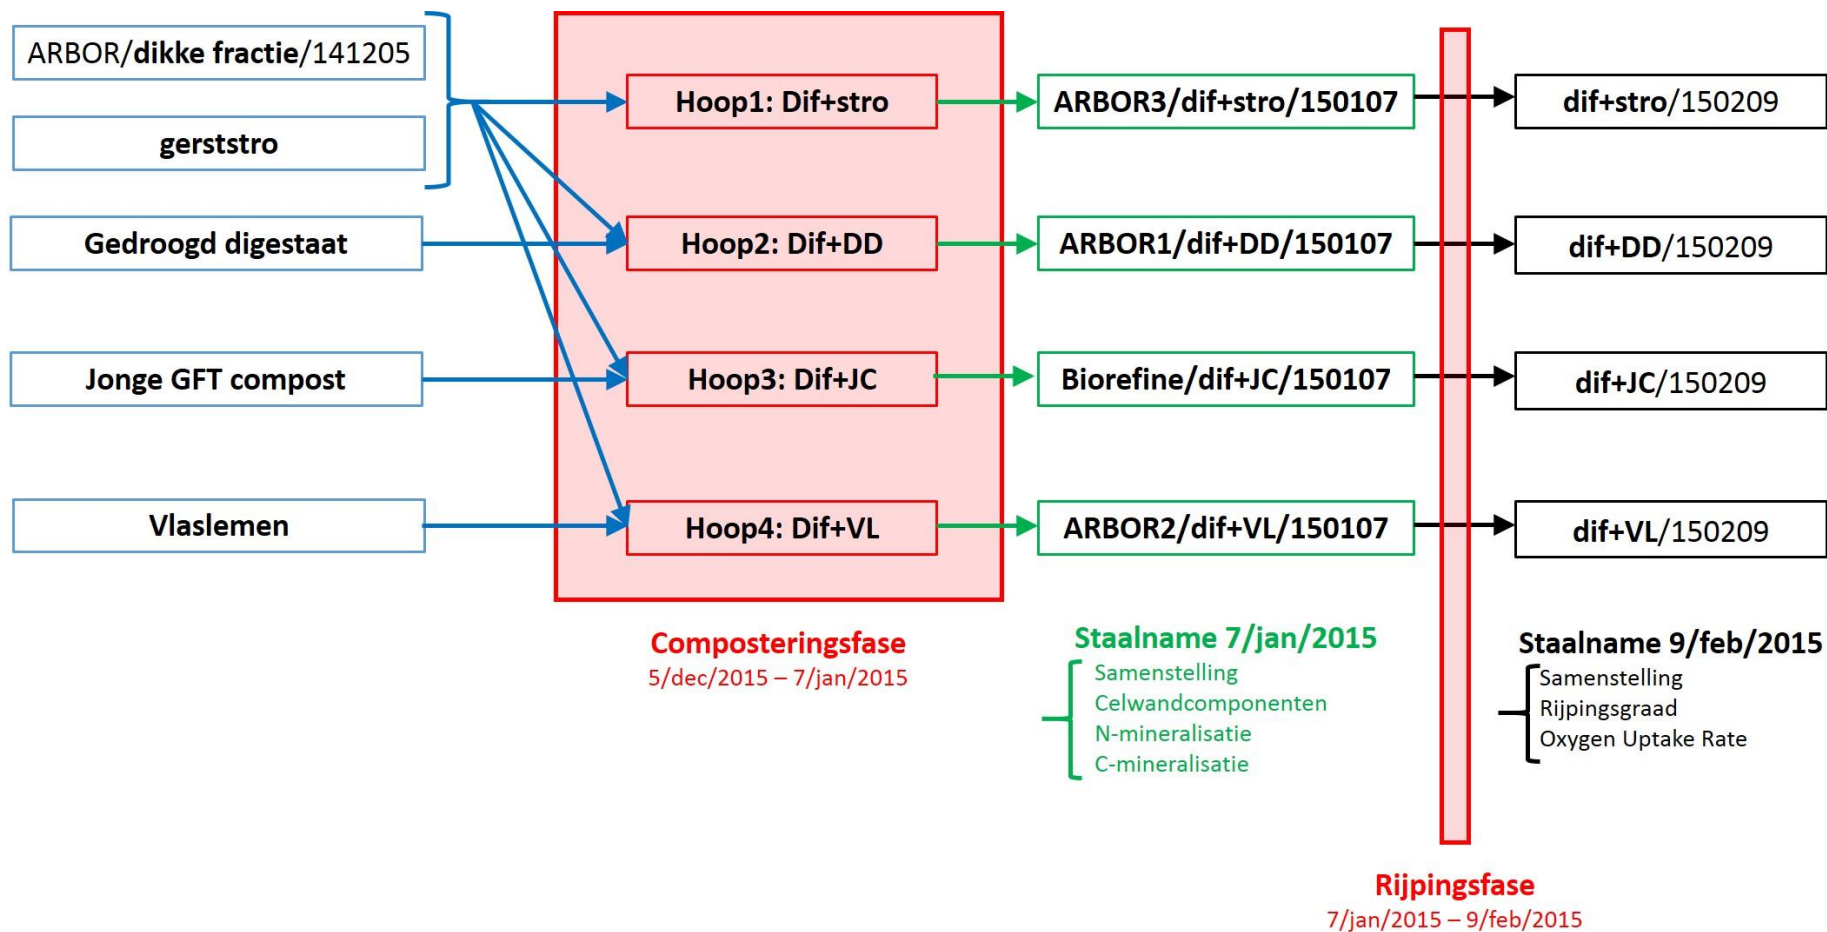 ARBOR/dikke fractie/141205
gerststro
Gedroogd digestaat
Jonge GFT compost
Vlaslemen
Hoop1: Dif+stro
Hoop2: Dif+DD
Hoop3: Dif+JC
Hoop4: Dif+VL
Composteringsfase
5/dec/2015 – 7/jan/2015
ARBOR3/dif+stro/150107
ARBOR1/dif+DD/150107
Biorefine/dif+JC/150107
ARBOR2/dif+VL/150107
Staalname 7/jan/2015
Samenstelling
Celwandcomponenten
N-mineralisatie
C-mineralisatie
Rijpingsfase
7/jan/2015 – 9/feb/2015
dif+stro/150209
dif+DD/150209
dif+JC/150209
dif+VL/150209
Staalname 9/feb/2015
Samenstelling
Rijpingsgraad
Oxygen Uptake Rate